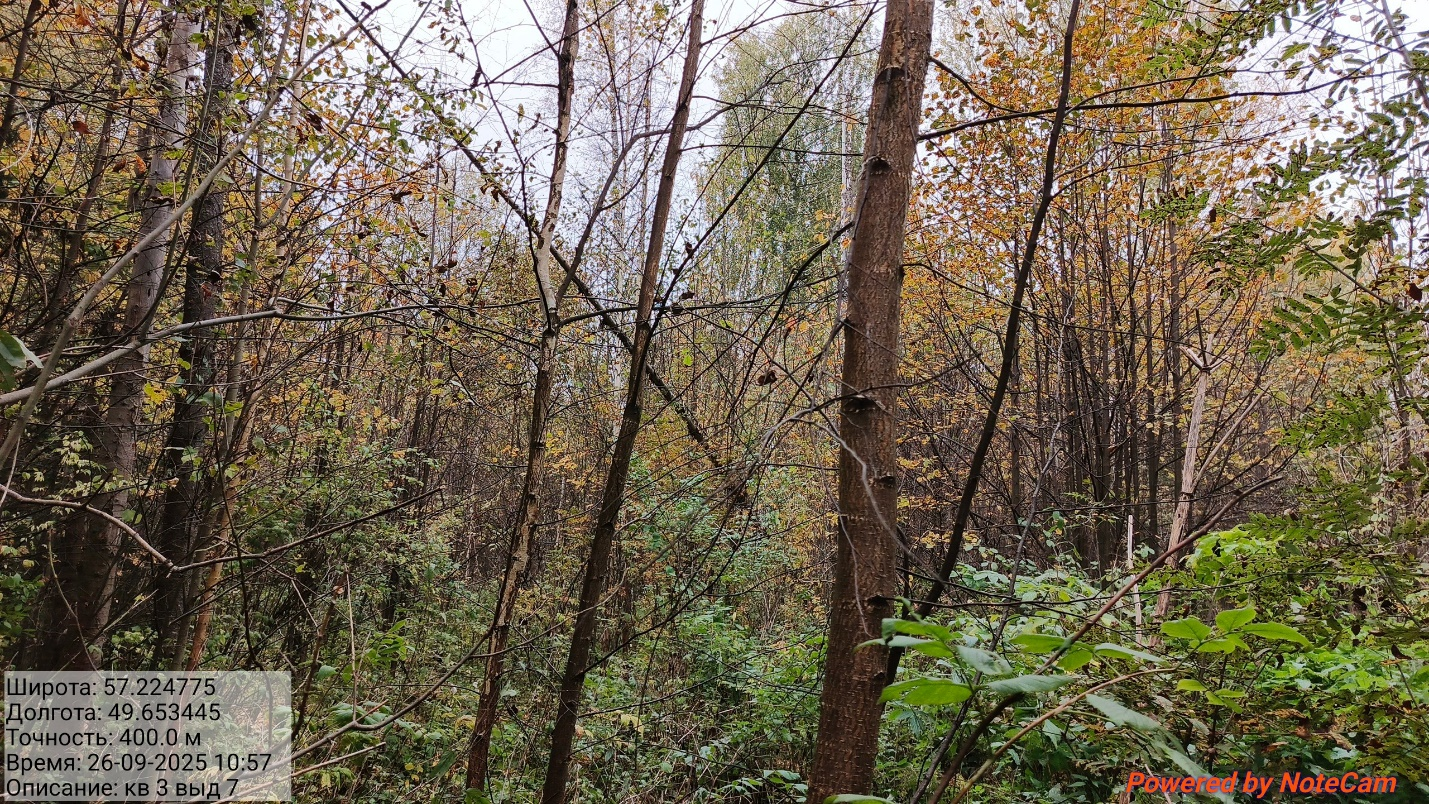 Широта: 57.224775
Долгота: 49.653445
Точность: 400.0 м
Время: 26-09-2025 10:57
Описание: кв 3 выд 7
Powered by NoteCam